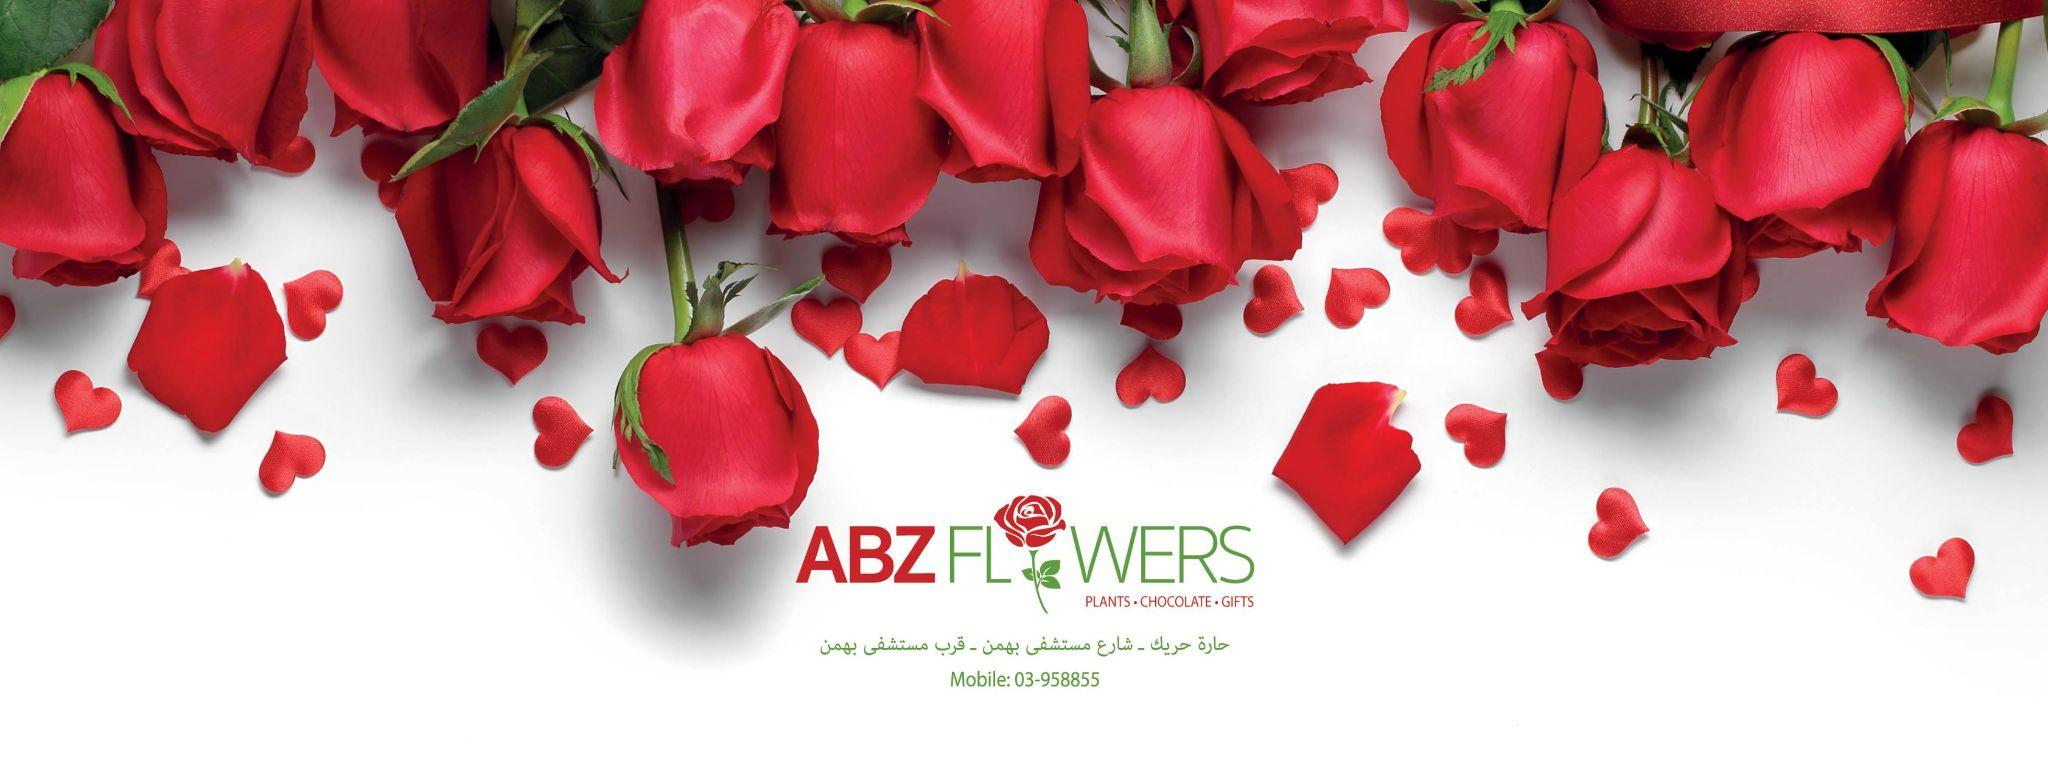 ABZ FLOWERS
PLANTS • CHOCOLATE • GIFTS
حارة حريك ـ شارع مستشفى بهمن ـ قرب مستشفى بهمن
Mobile: 03-958855